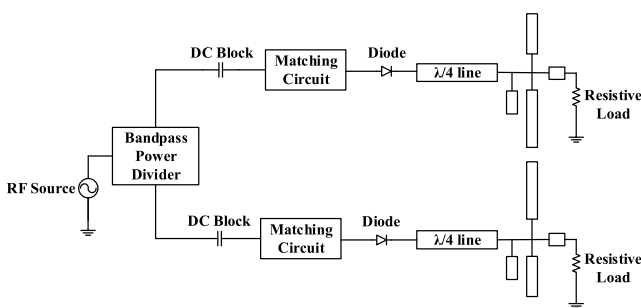 DC Block
Matching
Circuit
Diode
λ/4 line
Resistive
Load
Bandpass
Power
Divider
RF Source
DC Block
Matching
Circuit
Diode
λ/4 line
Resistive
Load